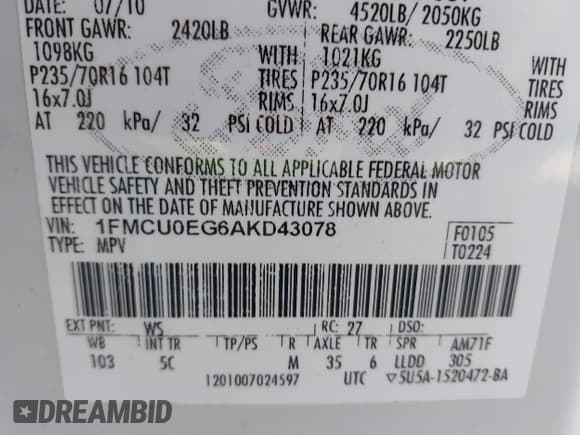 DATE: 07/10 GVWR: 4520LB/ 2050KG
FRONT GAWR: 2420LB REAR GAWR: 2250LB
1098KG WITH 1021KG WITH
P235/70R16 104T TIRES P235/70R16 104T TIRES
16x7.0J RIMS 16x7.0J RIMS
AT 220 kPa/ 32 PSI COLD AT 220 kPa/ 32 PSI COLD
THIS VEHICLE CONFORMS TO ALL APPLICABLE FEDERAL MOTOR
VEHICLE SAFETY AND THEFT PREVENTION STANDARDS IN
EFFECT ON THE DATE OF MANUFACTURE SHOWN ABOVE.
VIN: 1FMCU0EG6AKD43078 F0105
TYPE: MPV T0224
EXT PNT: WS RC: 27 DSO:
WB INT TR TP/PS R AXLE TR SPR AM71F
103 5C M 35 6 LLDD 305
1201007024597 UTC ▽5U5A-1520472-BA
DREAMBID